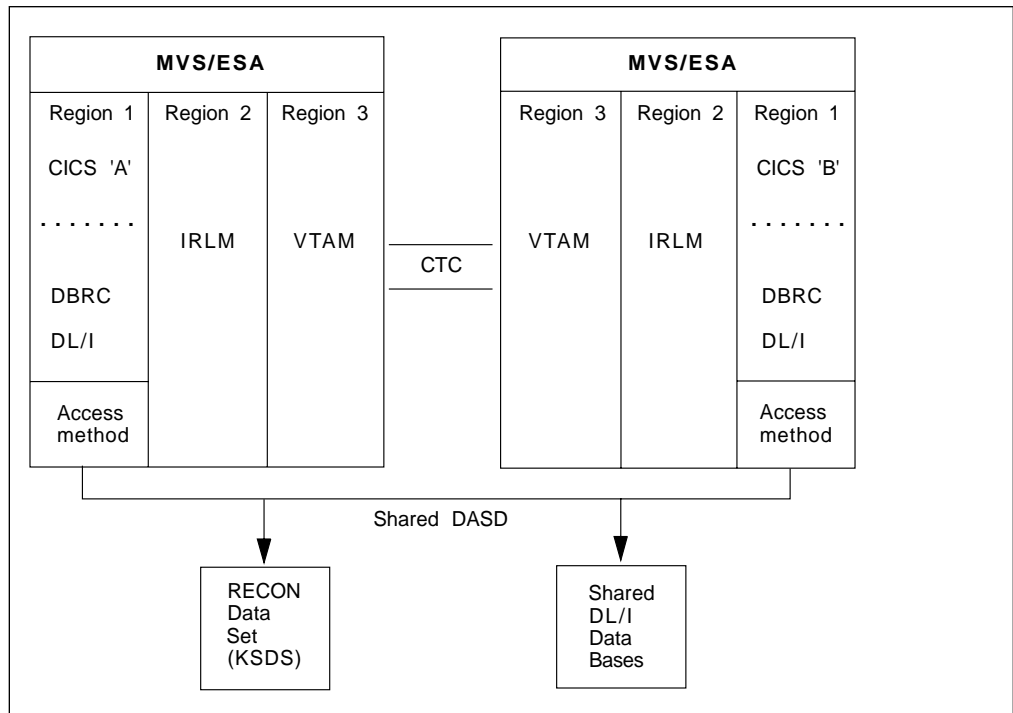 MVS/ESA
Region 1 Region 2 Region 3
CICS 'A'
.......
IRLM VTAM
DBRC
DL/I
Access
method
CTC
MVS/ESA
Region 3 Region 2 Region 1
CICS 'B'
.......
VTAM IRLM
DBRC
DL/I
Access
method
Shared DASD
RECON
Data
Set
(KSDS)
Shared
DL/I
Data
Bases